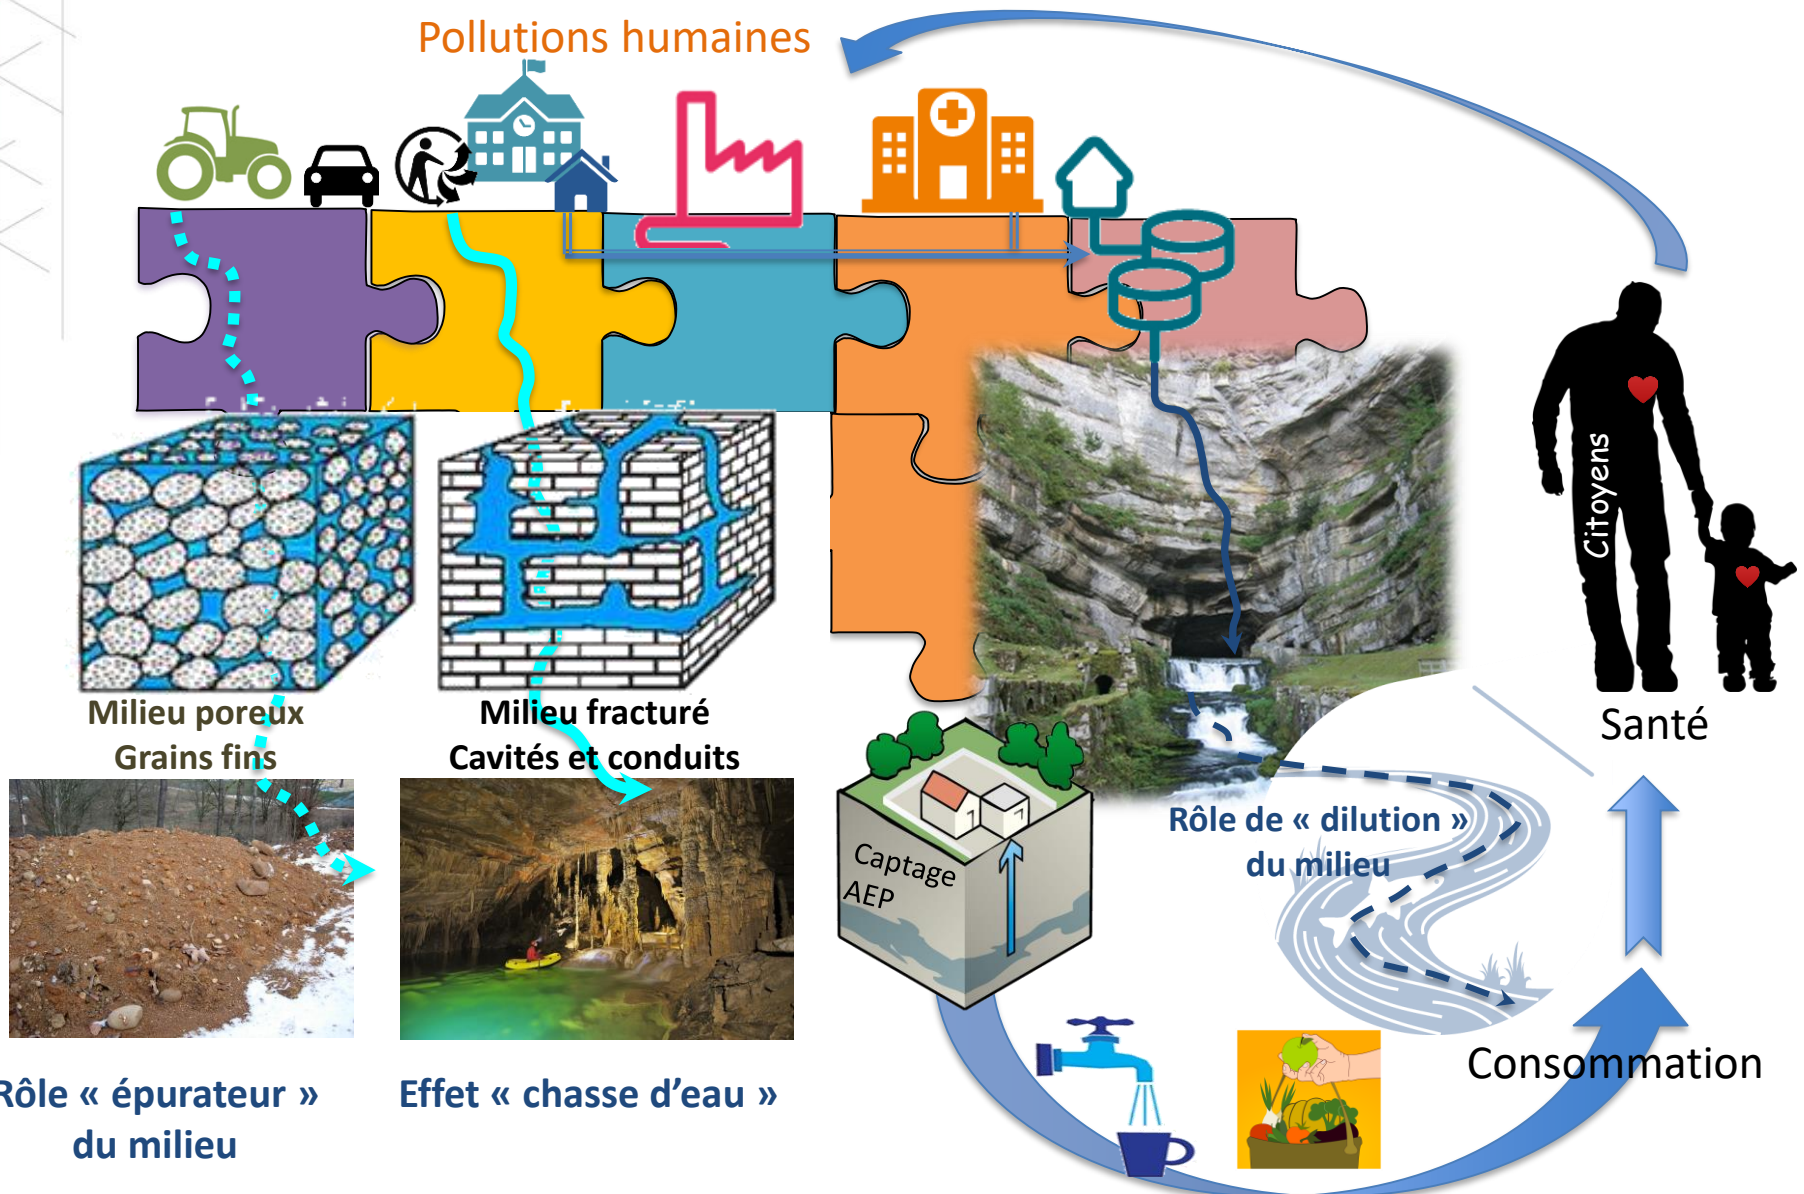 Pollutions humaines
Citoyens
Milieu poreux
Grains fins
Milieu fracturé
Cavités et conduits
Santé
Rôle de « dilution »
du milieu
Captage
AEP
Consommation
Rôle « épurateur »
du milieu
Effet « chasse d'eau »